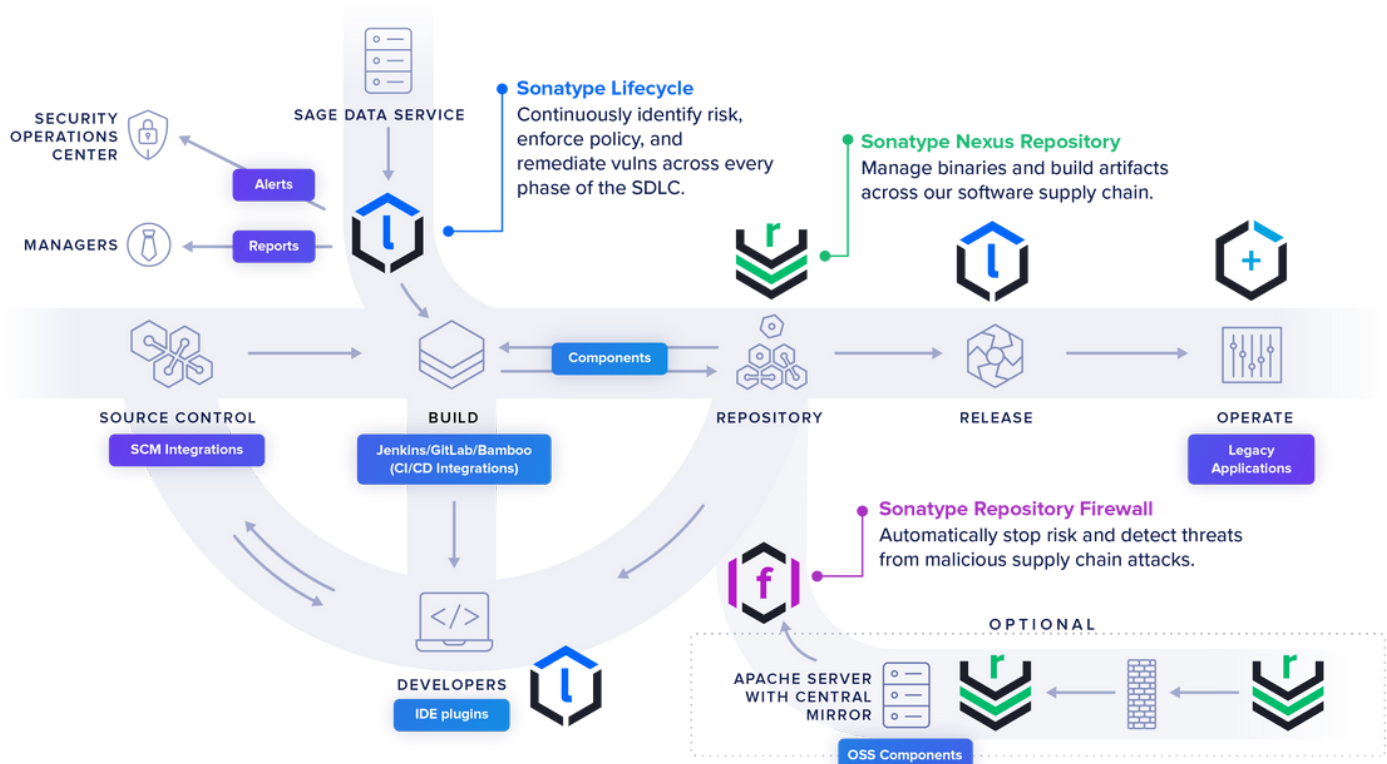 SAGE DATA SERVICE
SECURITY
OPERATIONS
CENTER
Alerts
MANAGERS
Reports
l
Sonatype Lifecycle
Continuously identify risk,
enforce policy, and
remediate vulns across every
phase of the SDLC.
Sonatype Nexus Repository
Manage binaries and build artifacts
across our software supply chain.
r
l
+
Components
SOURCE CONTROL
SCM Integrations
BUILD
Jenkins/GitLab/Bamboo
(CI/CD Integrations)
REPOSITORY
RELEASE
OPERATE
Legacy
Applications
Sonatype Repository Firewall
Automatically stop risk and detect threats
from malicious supply chain attacks.
f
</>
DEVELOPERS
IDE plugins
l
OPTIONAL
APACHE SERVER
WITH CENTRAL
MIRROR
r
r
OSS Components